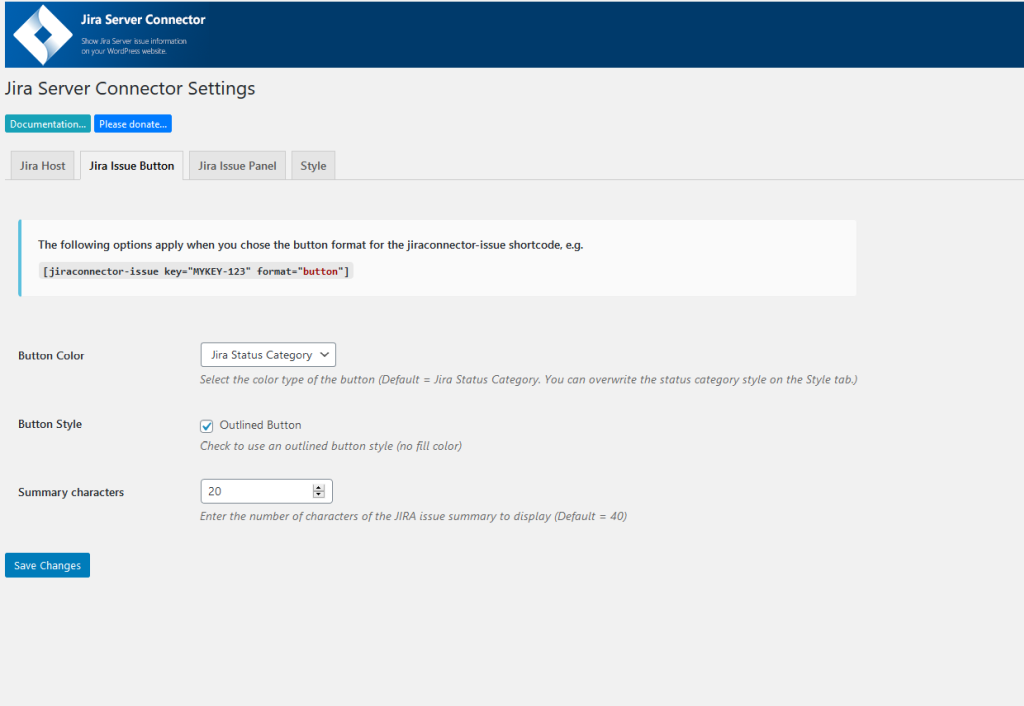 Jira Server Connector
Show Jira Server issue information
on your WordPress website.
Jira Server Connector Settings
Documentation... Please donate...
Jira Host Jira Issue Button Jira Issue Panel Style
The following options apply when you chose the button format for the jiraconnector-issue shortcode, e.g.
[jiraconnector-issue key="MYKEY-123" format="button"]
Button Color Jira Status Category
Select the color type of the button (Default = Jira Status Category. You can overwrite the status category style on the Style tab.)
Button Style Outlined Button
Check to use an outlined button style (no fill color)
Summary characters 20
Enter the number of characters of the JIRA issue summary to display (Default = 40)
Save Changes